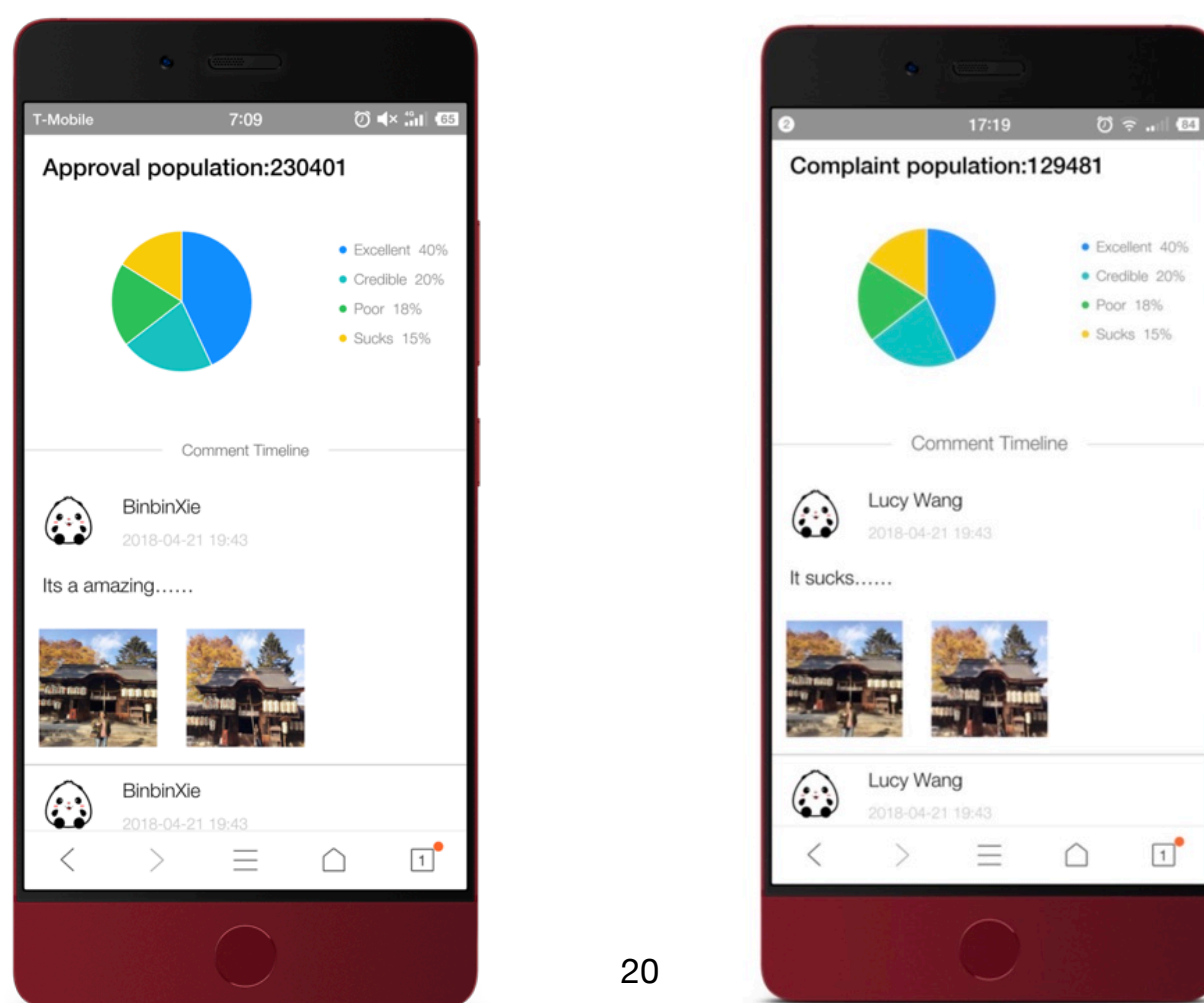 T-Mobile 7:09 4G 65
Approval population:230401
Excellent 40%
Credible 20%
Poor 18%
Sucks 15%
Comment Timeline
BinbinXie
2018-04-21 19:43
Its a amazing……
BinbinXie
2018-04-21 19:43
1
2 17:19 84
Complaint population:129481
Excellent 40%
Credible 20%
Poor 18%
Sucks 15%
Comment Timeline
Lucy Wang
2018-04-21 19:43
It sucks……
Lucy Wang
2018-04-21 19:43
1
20